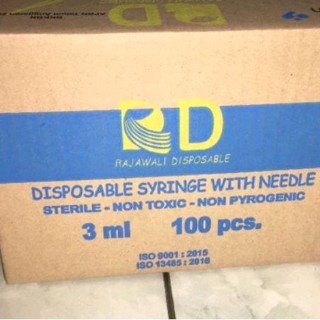 RD
RAJAWALI DISPOSABLE
DISPOSABLE SYRINGE WITH NEEDLE
STERILE - NON TOXIC - NON PYROGENIC
3 ml 100 pcs.
ISO 9001 : 2015
ISO 13485 : 2016